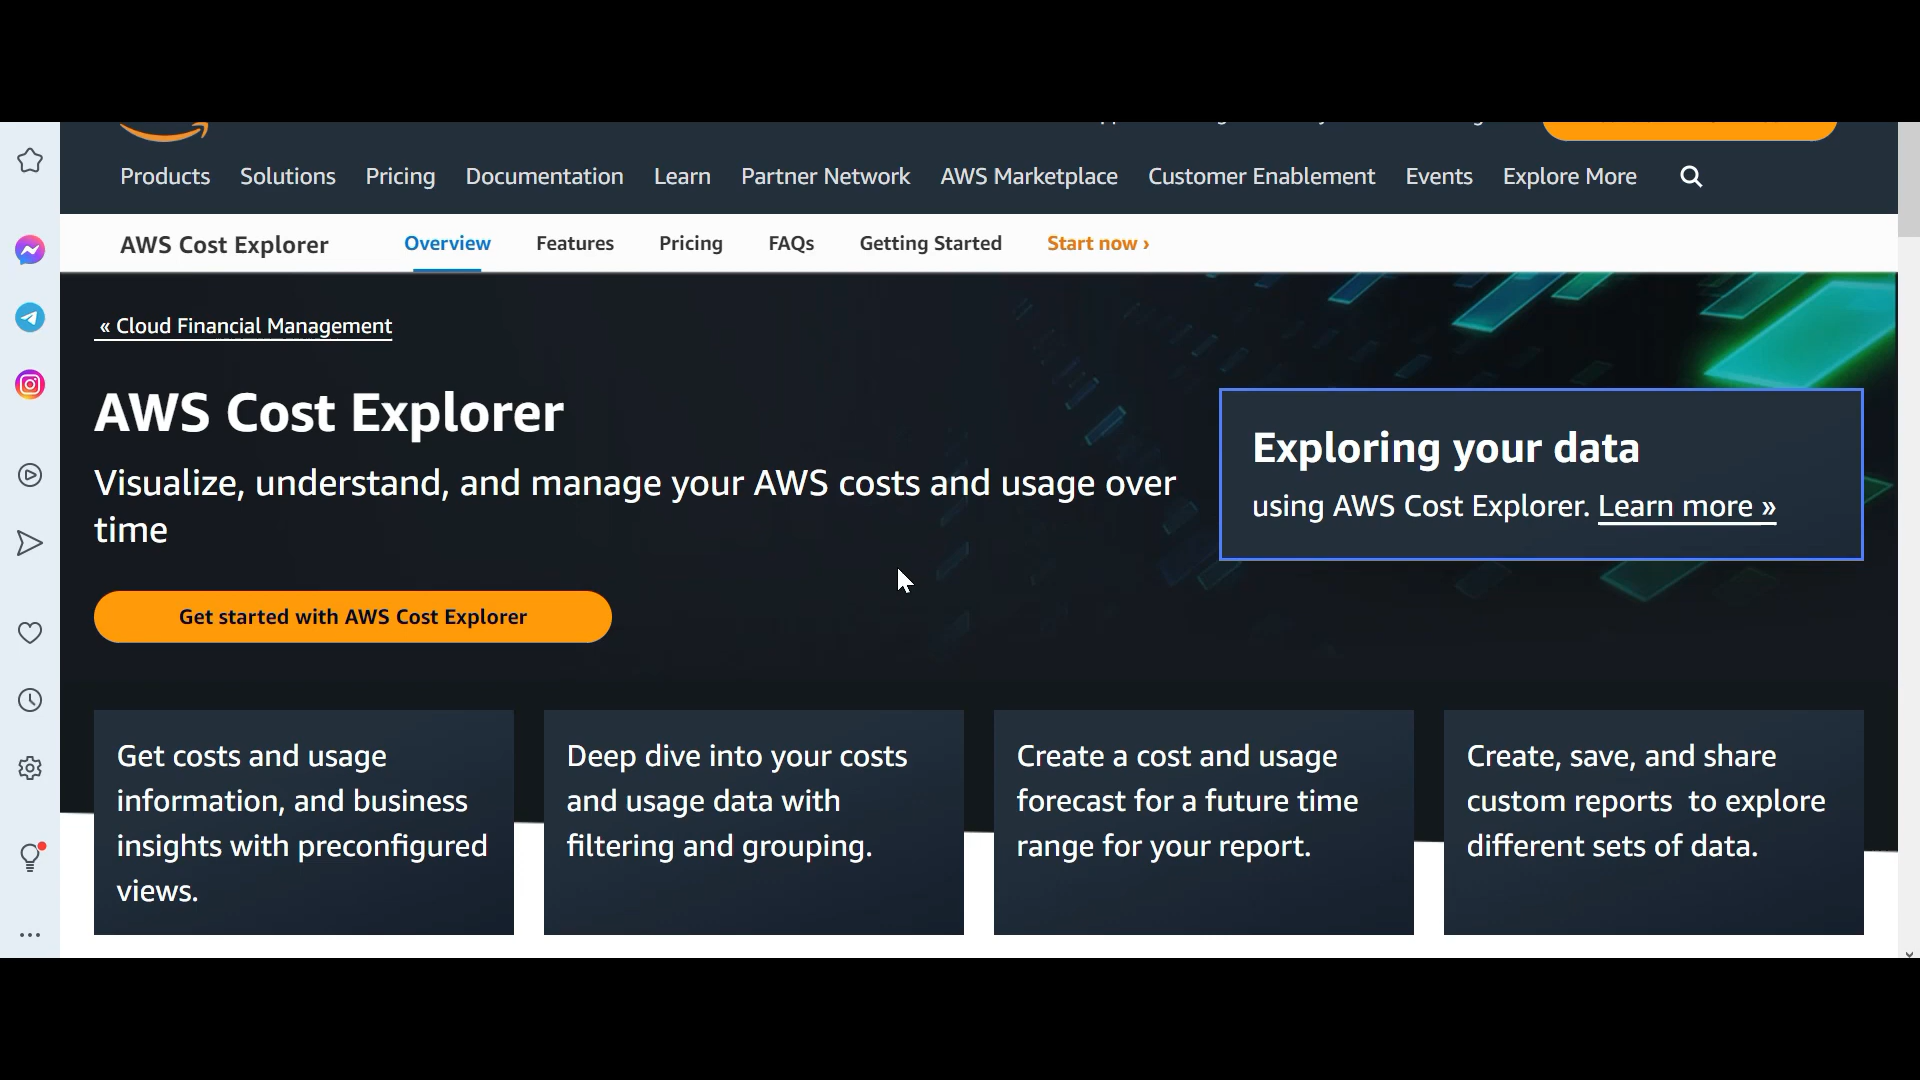 Products Solutions Pricing Documentation Learn Partner Network AWS Marketplace Customer Enablement Events Explore More
AWS Cost Explorer Overview Features Pricing FAQs Getting Started Start now ›
« Cloud Financial Management
AWS Cost Explorer
Visualize, understand, and manage your AWS costs and usage over
time
Get started with AWS Cost Explorer
Exploring your data
using AWS Cost Explorer. Learn more »
Get costs and usage
information, and business
insights with preconfigured
views.
Deep dive into your costs
and usage data with
filtering and grouping.
Create a cost and usage
forecast for a future time
range for your report.
Create, save, and share
custom reports to explore
different sets of data.